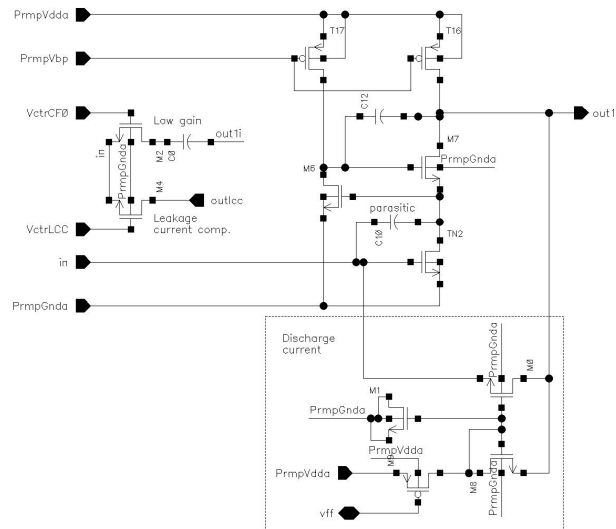 PrmpVdda
T17
T16
PrmpVbp
C12
VctrCF0
Low gain
out1
out1i
M7
in
PrmpGnda
M2
C0
M6
PrmpGnda
M4
outlcc
parasitic
VctrLCC
Leakage
current comp.
C10
TN2
in
PrmpGnda
Discharge
current
PrmpGnda
M0
M1
PrmpGnda
PrmpVdda
M9
PrmpVdda
M8
PrmpGnda
vff